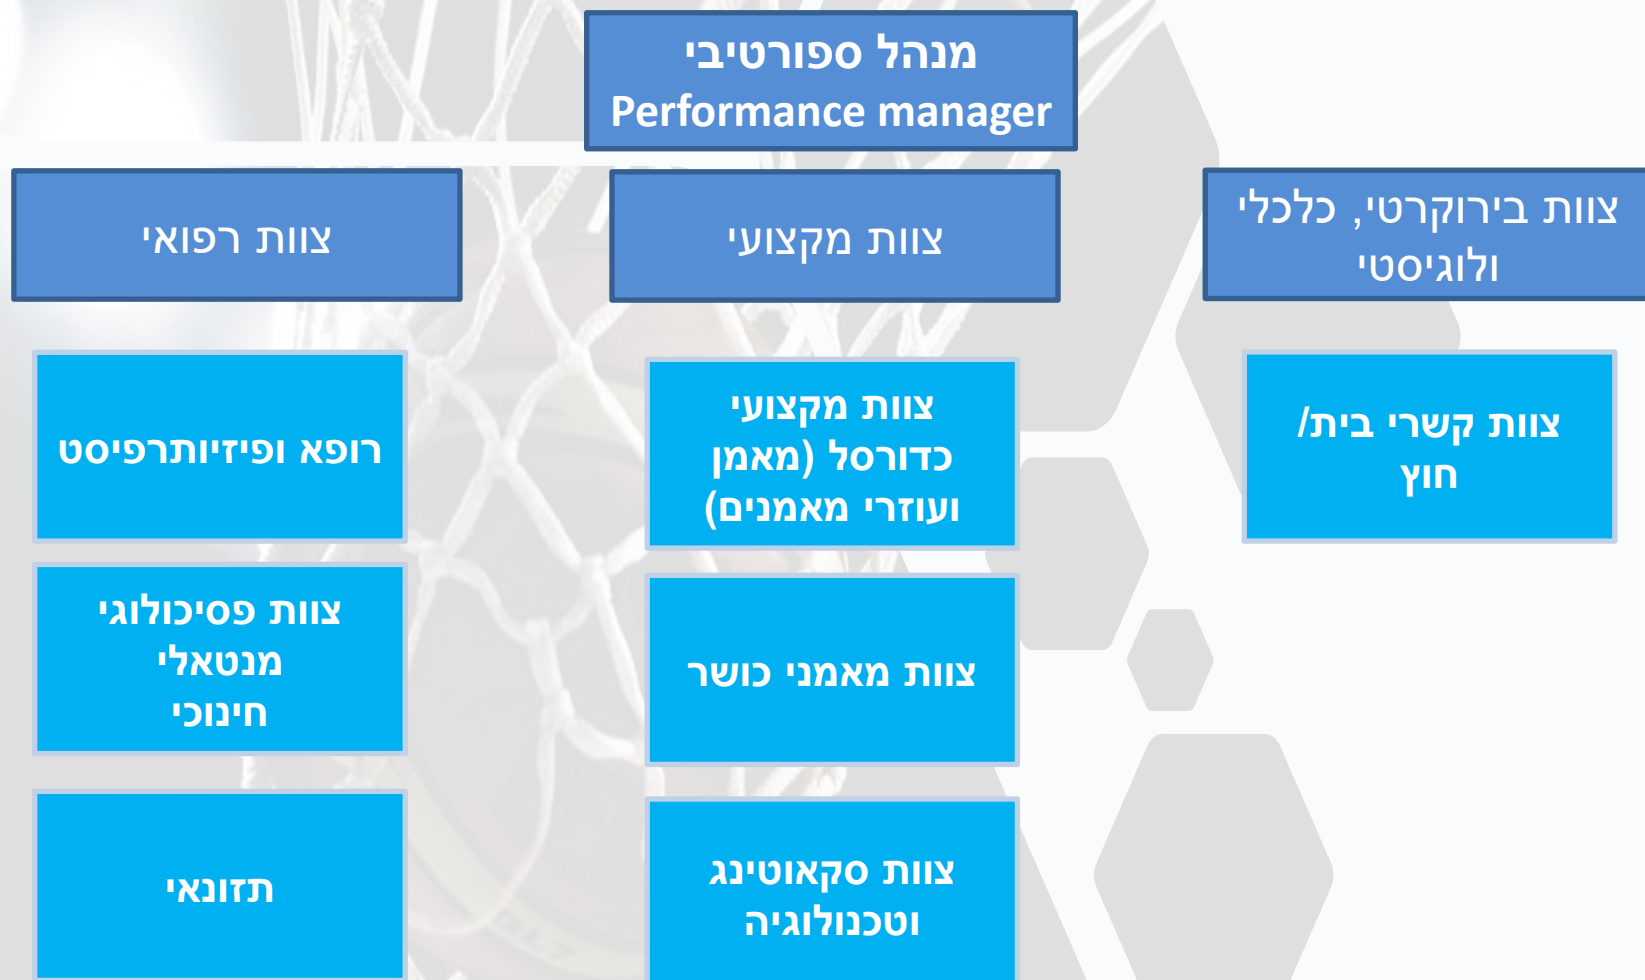 מנהל ספורטיבי
Performance manager
צוות בירוקרטי, כלכלי
ולוגיסטי
צוות מקצועי
צוות רפואי
צוות קשרי בית/
חוץ
צוות מקצועי
כדורסל (מאמן
ועוזרי מאמנים)
רופא ופיזיותרפיסט
צוות מאמני כושר
צוות פסיכולוגי
מנטאלי
חינוכי
צוות סקאוטינג
וטכנולוגיה
תזונאי